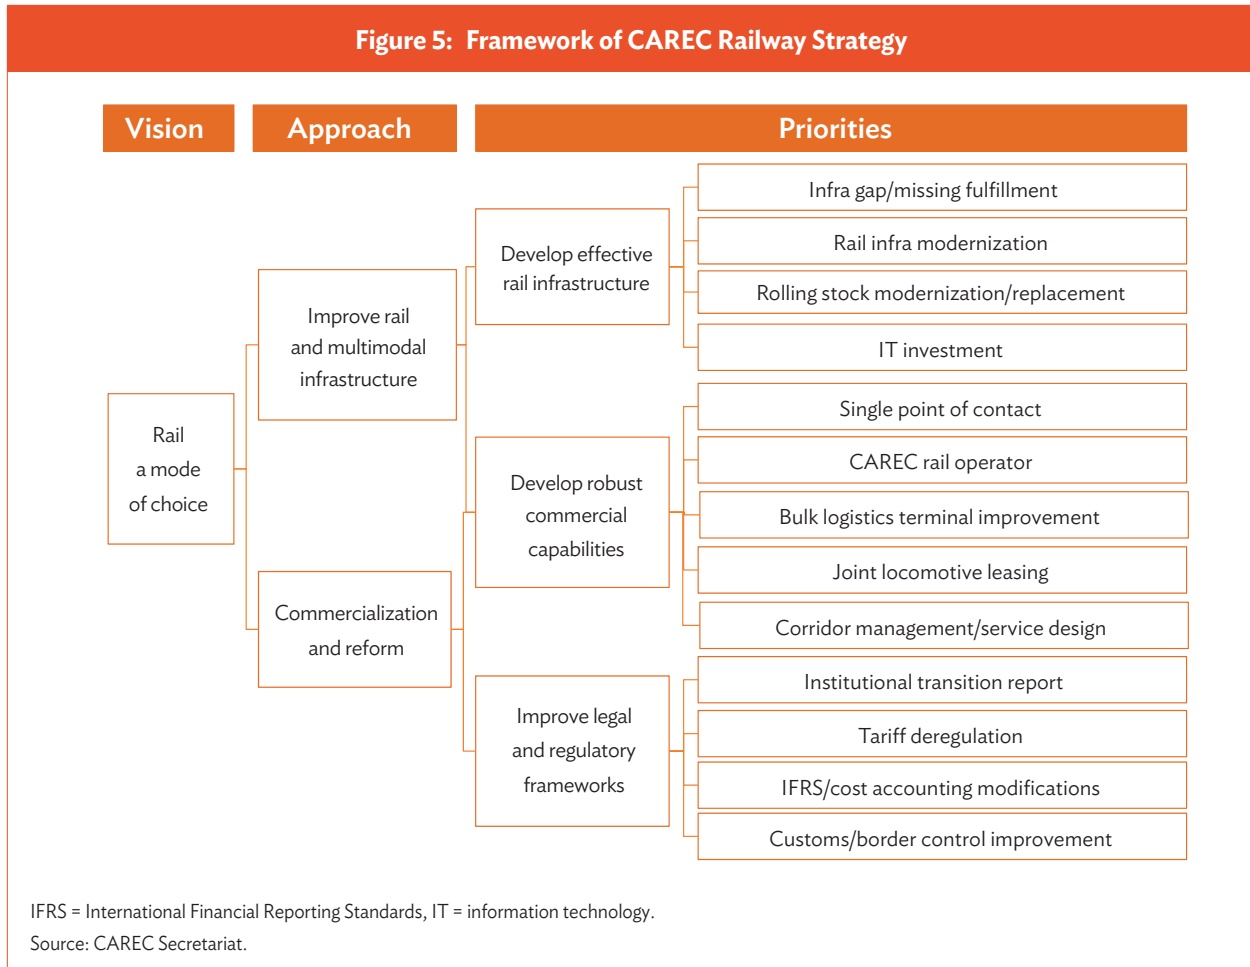 Figure 5: Framework of CAREC Railway Strategy
Vision
Approach
Priorities
Rail
a mode
of choice
Improve rail
and multimodal
infrastructure
Commercialization
and reform
Develop effective
rail infrastructure
Infra gap/missing fulfillment
Rail infra modernization
Rolling stock modernization/replacement
IT investment
Develop robust
commercial
capabilities
Single point of contact
CAREC rail operator
Bulk logistics terminal improvement
Joint locomotive leasing
Corridor management/service design
Improve legal
and regulatory
frameworks
Institutional transition report
Tariff deregulation
IFRS/cost accounting modifications
Customs/border control improvement
IFRS = International Financial Reporting Standards, IT = information technology.
Source: CAREC Secretariat.